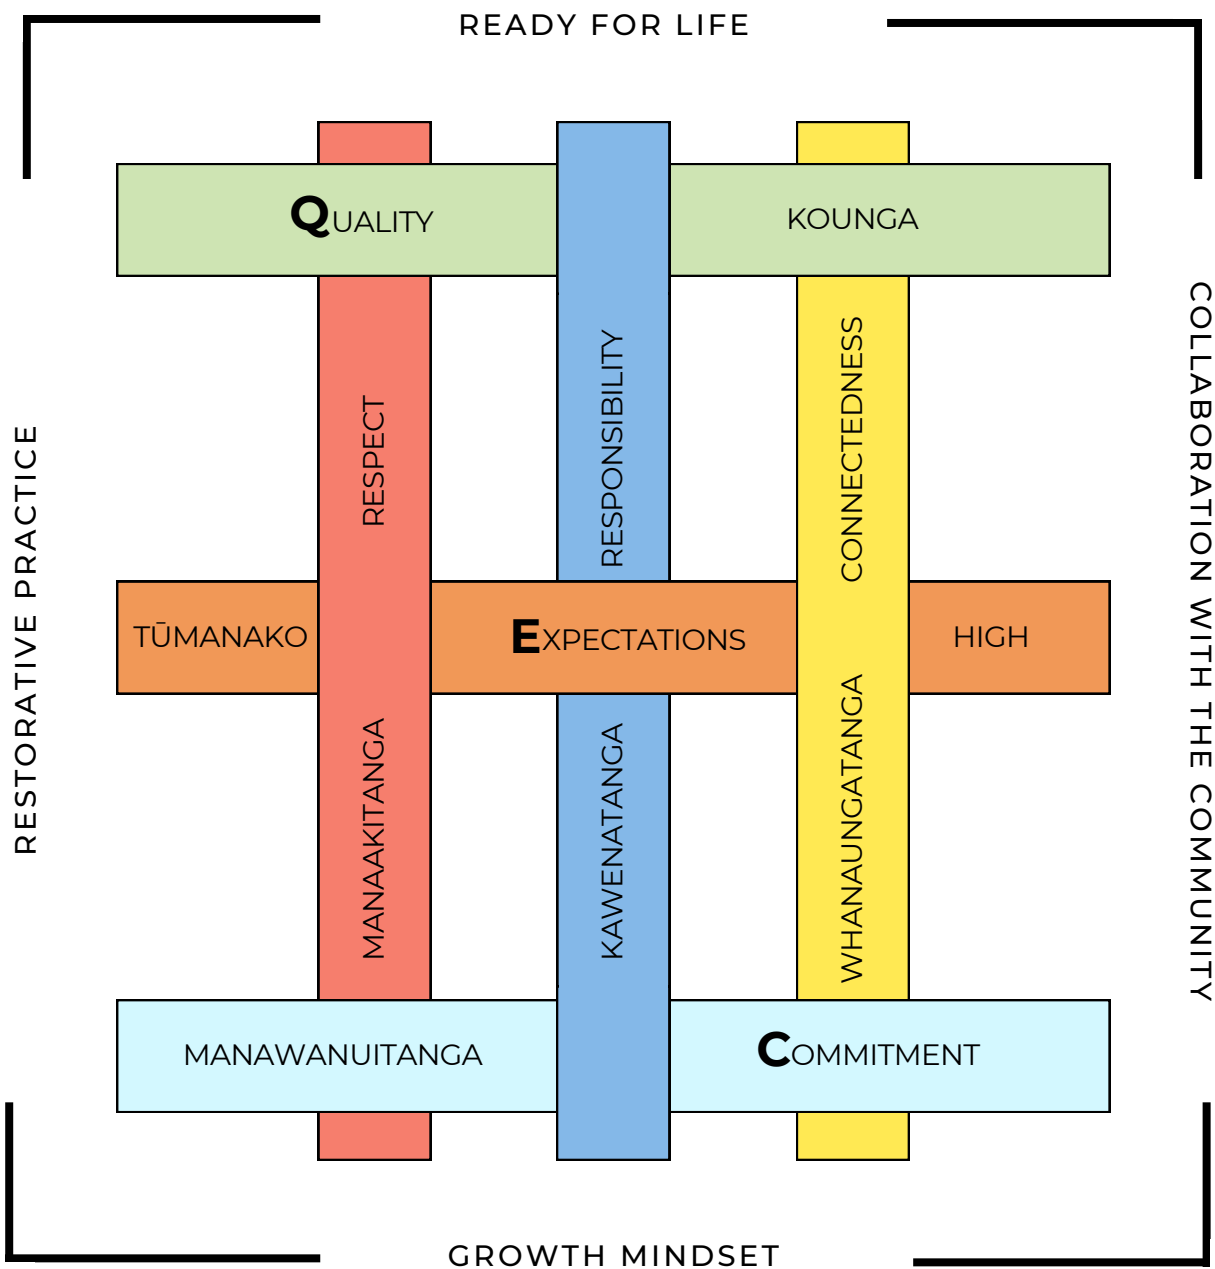 READY FOR LIFE
QUALITY
KOUNGA
RESPECT
RESPONSIBILITY
CONNECTEDNESS
RESTORATIVE PRACTICE
COLLABORATION WITH THE COMMUNITY
TŪMANAKO
EXPECTATIONS
HIGH
MANAAKITANGA
KAWENATANGA
WHANAUNGATANGA
MANAWANUITANGA
COMMITMENT
GROWTH MINDSET